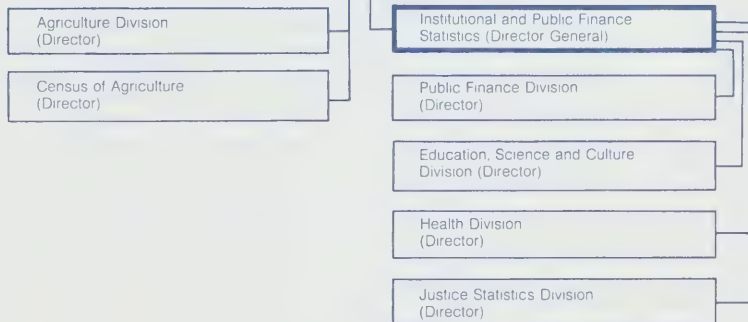 Agriculture Division
(Director)
Census of Agriculture
(Director)
Institutional and Public Finance
Statistics (Director General)
Public Finance Division
(Director)
Education, Science and Culture
Division (Director)
Health Division
(Director)
Justice Statistics Division
(Director)